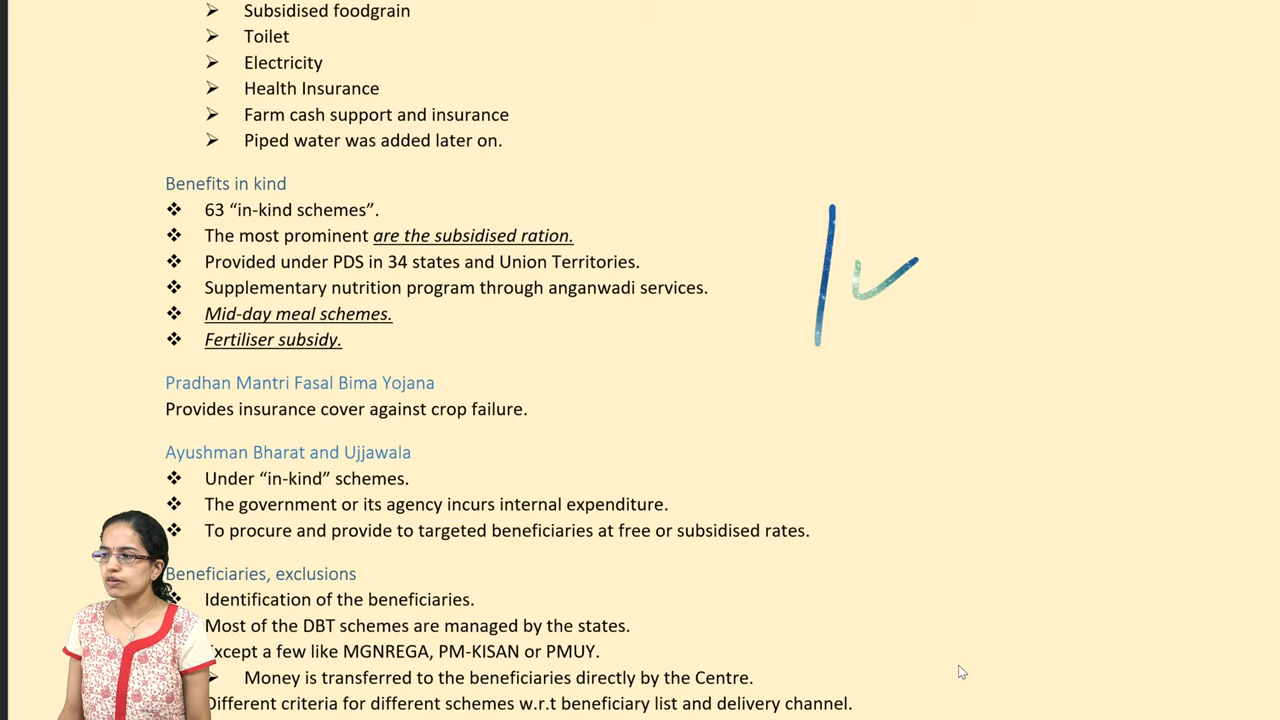 ➢ Subsidised foodgrain
➢ Toilet
➢ Electricity
➢ Health Insurance
➢ Farm cash support and insurance
➢ Piped water was added later on.
Benefits in kind
❖ 63 “in-kind schemes”.
❖ The most prominent are the subsidised ration.
❖ Provided under PDS in 34 states and Union Territories.
❖ Supplementary nutrition program through anganwadi services.
❖ Mid-day meal schemes.
❖ Fertiliser subsidy.
Pradhan Mantri Fasal Bima Yojana
Provides insurance cover against crop failure.
Ayushman Bharat and Ujjawala
❖ Under “in-kind” schemes.
❖ The government or its agency incurs internal expenditure.
❖ To procure and provide to targeted beneficiaries at free or subsidised rates.
Beneficiaries, exclusions
Identification of the beneficiaries.
Most of the DBT schemes are managed by the states.
Except a few like MGNREGA, PM-KISAN or PMUY.
➢ Money is transferred to the beneficiaries directly by the Centre.
Different criteria for different schemes w.r.t beneficiary list and delivery channel.